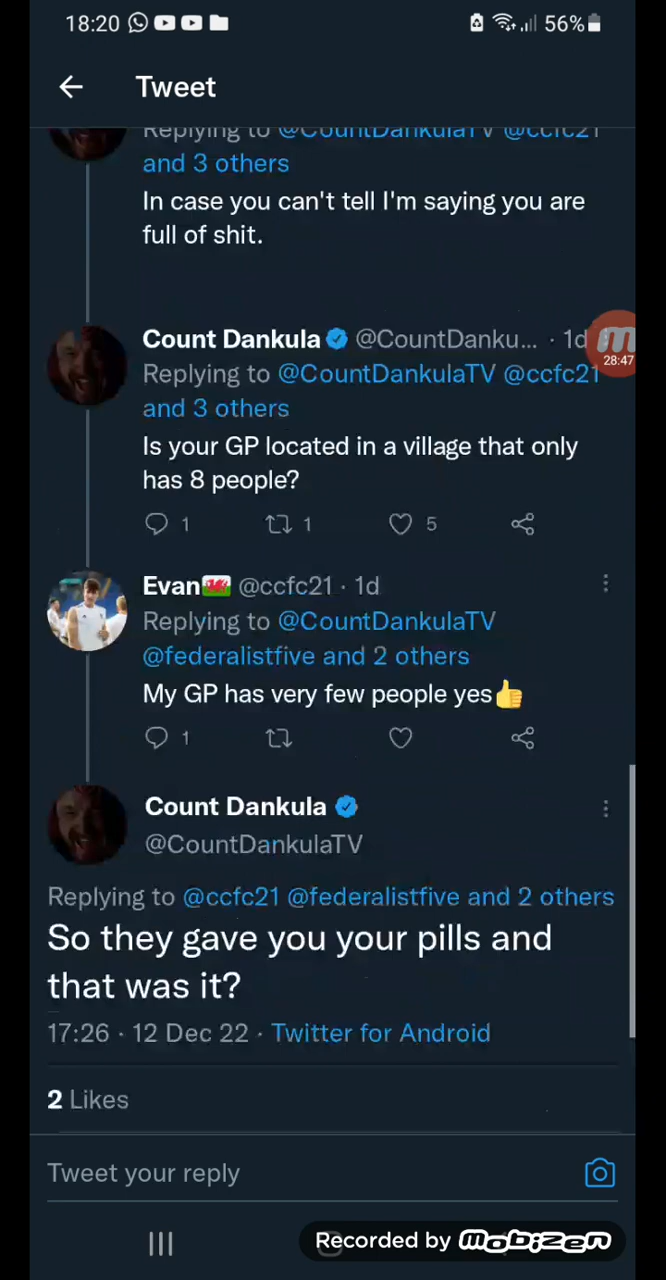 18:20 56%
Tweet
Replying to @CountDankulaTV @ccfc21
and 3 others
In case you can't tell I'm saying you are
full of shit.
Count Dankula @CountDanku... · 1d
28:47
Replying to @CountDankulaTV @ccfc21
and 3 others
Is your GP located in a village that only
has 8 people?
1 1 5
Evan🏴󠁧󠁢󠁷󠁬󠁳󠁿 @ccfc21 · 1d
Replying to @CountDankulaTV
@federalistfive and 2 others
My GP has very few people yes👍
1
Count Dankula
@CountDankulaTV
Replying to @ccfc21 @federalistfive and 2 others
So they gave you your pills and
that was it?
17:26 · 12 Dec 22 · Twitter for Android
2 Likes
Tweet your reply
Recorded by mobizen